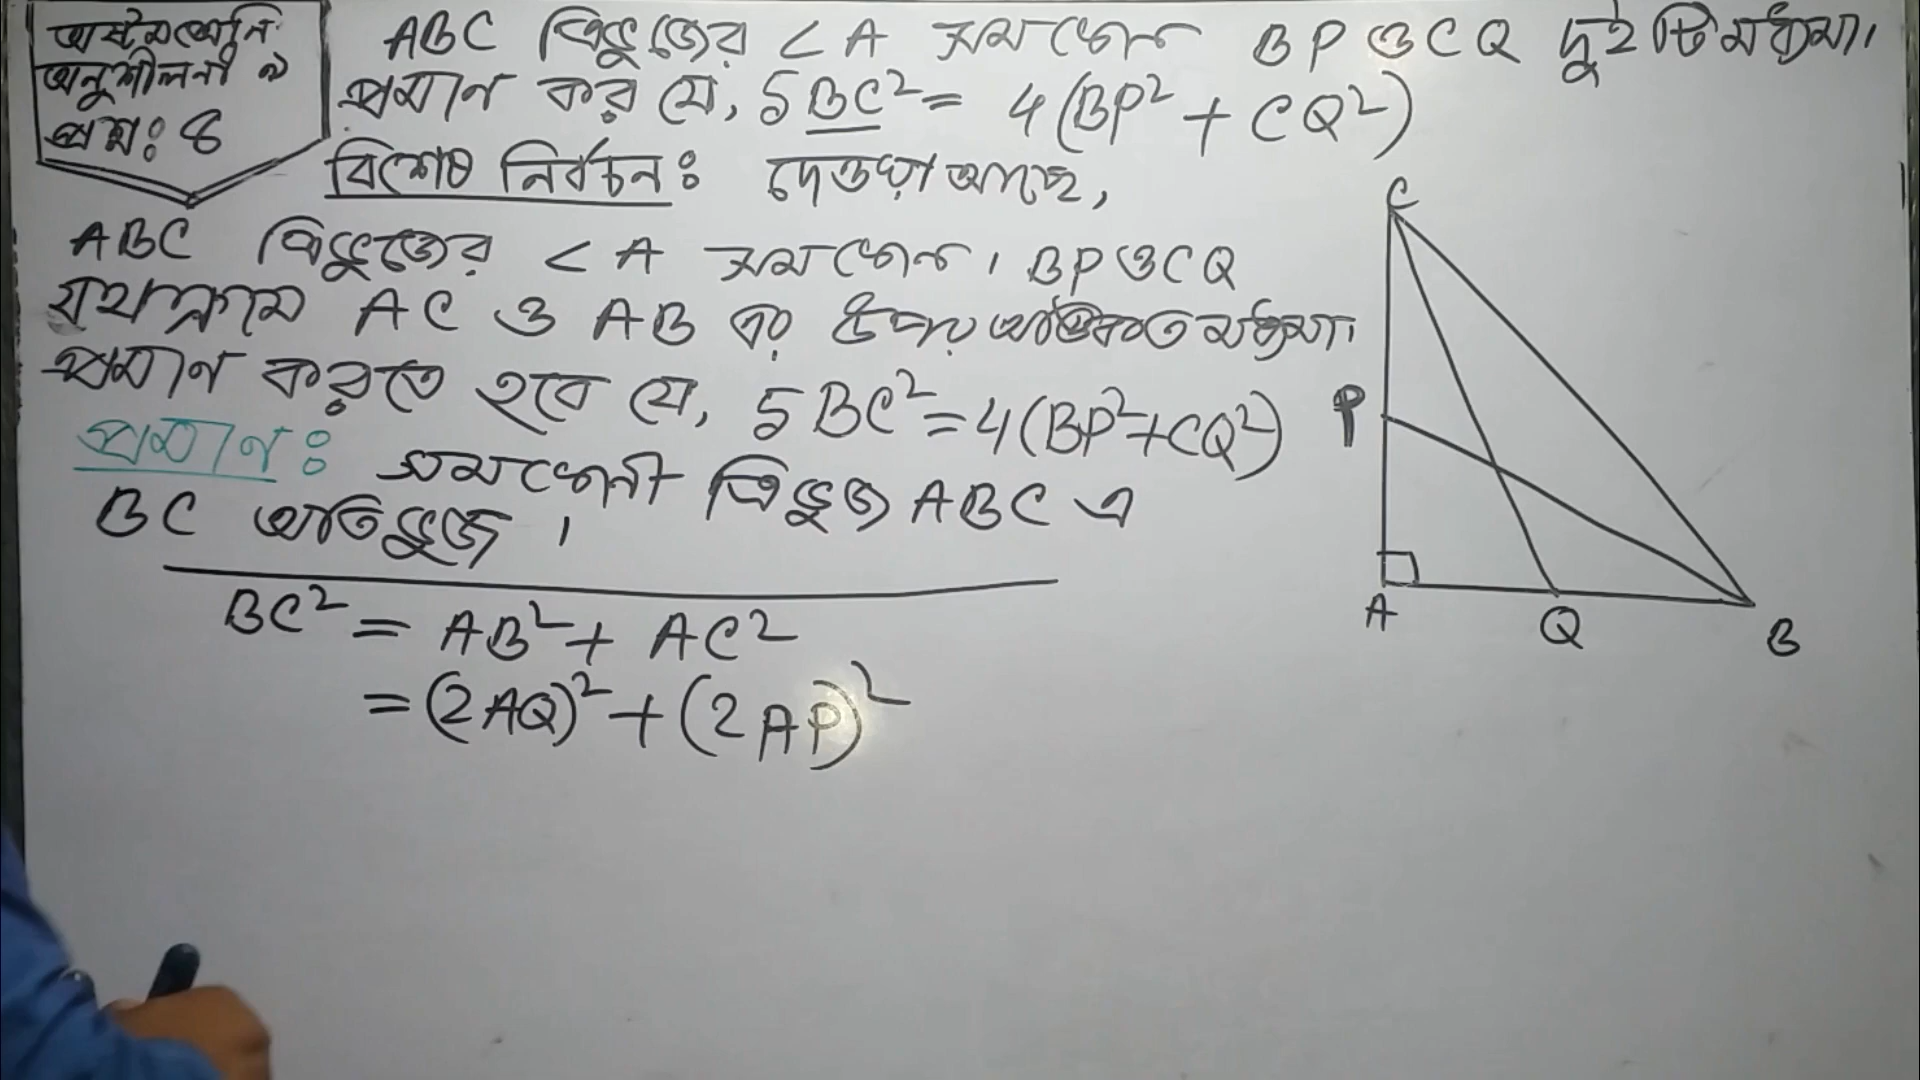 অষ্টম শ্রেনি
অনুশীলনী ৯
প্রশ্ন: ৪
ABC ত্রিভুজের ∠A সমকোণ BP ও CQ দুইটি মধ্যমা।
প্রমাণ কর যে, 5BC² = 4(BP² + CQ²)
বিশেষ নির্বচন: দেওয়া আছে,
ABC ত্রিভুজের ∠A সমকোণ। BP ও CQ
যথাক্রমে AC ও AB এর উপর অঙ্কিত মধ্যমা।
প্রমাণ করতে হবে যে, 5BC² = 4(BP²+CQ²)
প্রমাণ: সমকোণী ত্রিভুজ ABC এ
BC অতিভুজ।
BC² = AB² + AC²
= (2AQ)² + (2AP)²
C
P
A
Q
B